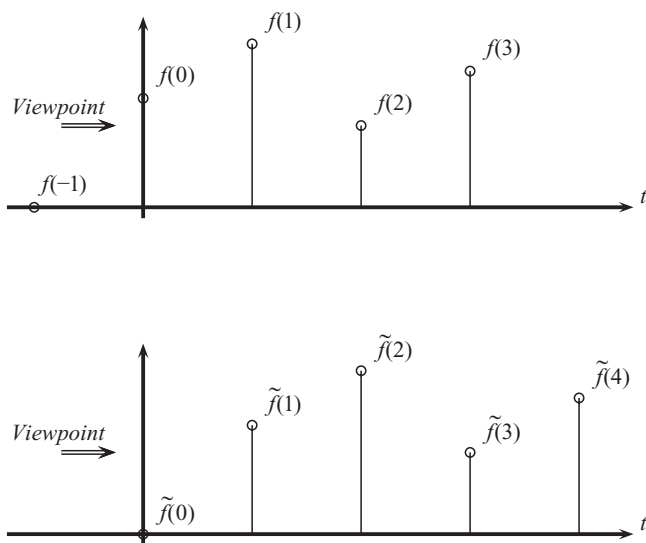 f(1)
f(3)
f(0)
Viewpoint
f(2)
f(−1)
t
f̃(2)
f̃(4)
f̃(1)
Viewpoint
f̃(3)
f̃(0)
t